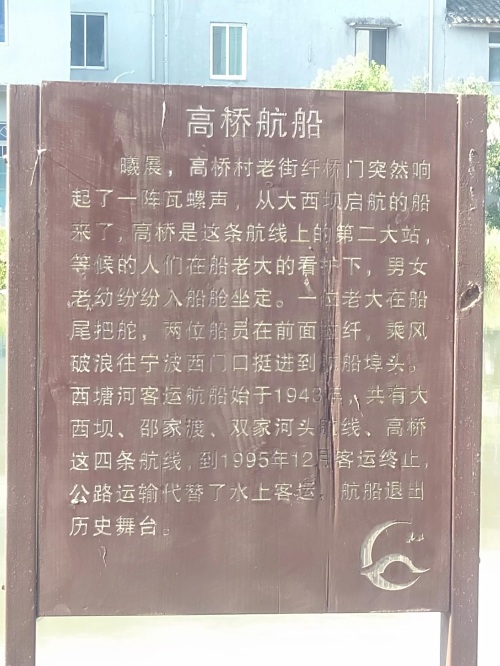 高桥航船
曦晨，高桥村老街纤桥门突然响
起了一阵瓦螺声，从大西坝启航的船
来了，高桥是这条航线上的第二大站，
等候的人们在船老大的看护下，男女
老幼纷纷入船舱坐定。一位老大在船
尾把舵，两位船员在前面拉纤，乘风
破浪往宁波西门口挺进到航船埠头。
西塘河客运航船始于1943年，共有大
西坝、邵家渡、双家河头航线、高桥
这四条航线，到1995年12月客运终止，
公路运输代替了水上客运，航船退出
历史舞台。